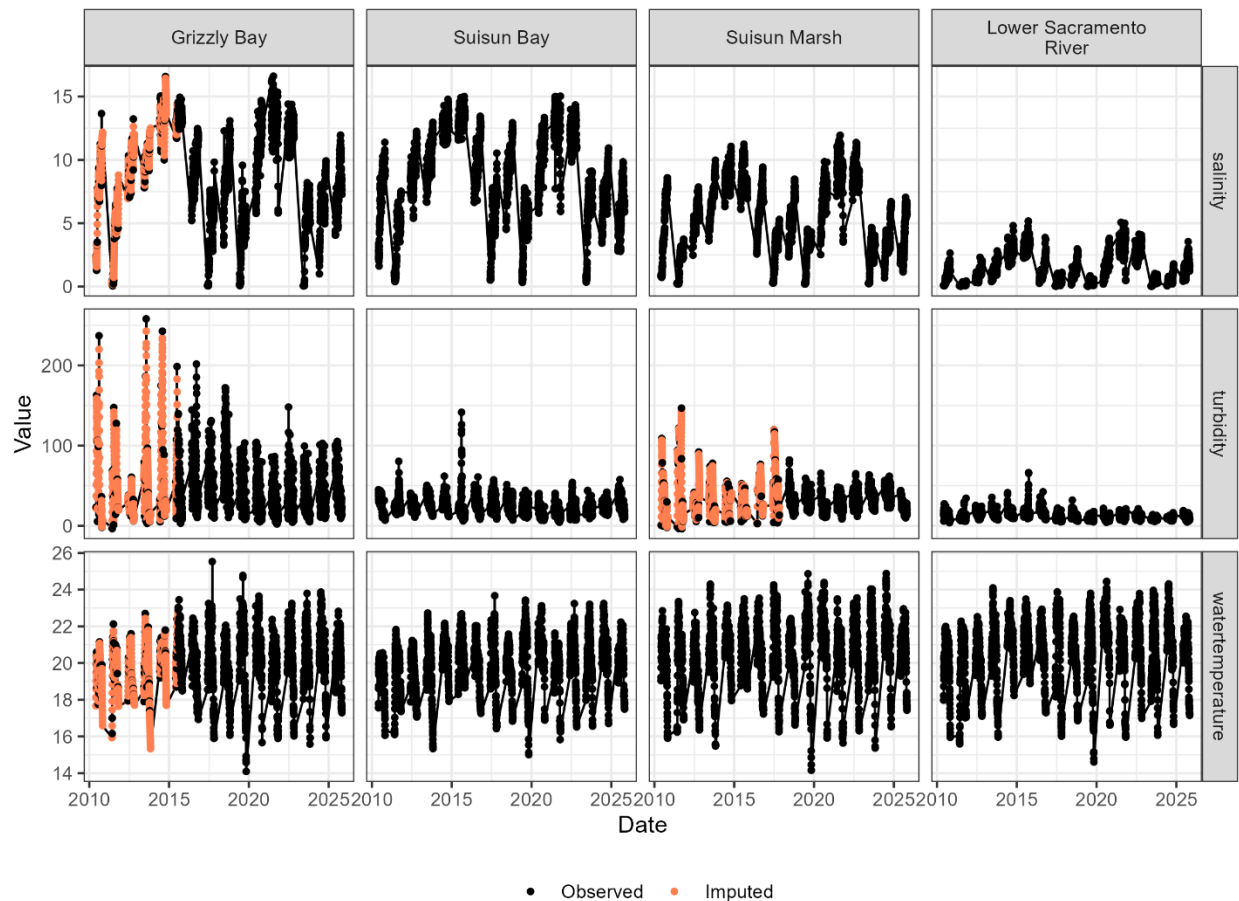 Grizzly Bay
Suisun Bay
Suisun Marsh
Lower Sacramento
River
15
10
5
0
salinity
200
100
0
turbidity
Value
26
24
22
20
18
16
14
watertemperature
2010 2015 2020 2025 2010 2015 2020 2025 2010 2015 2020 2025 2010 2015 2020 2025
Date
Observed Imputed